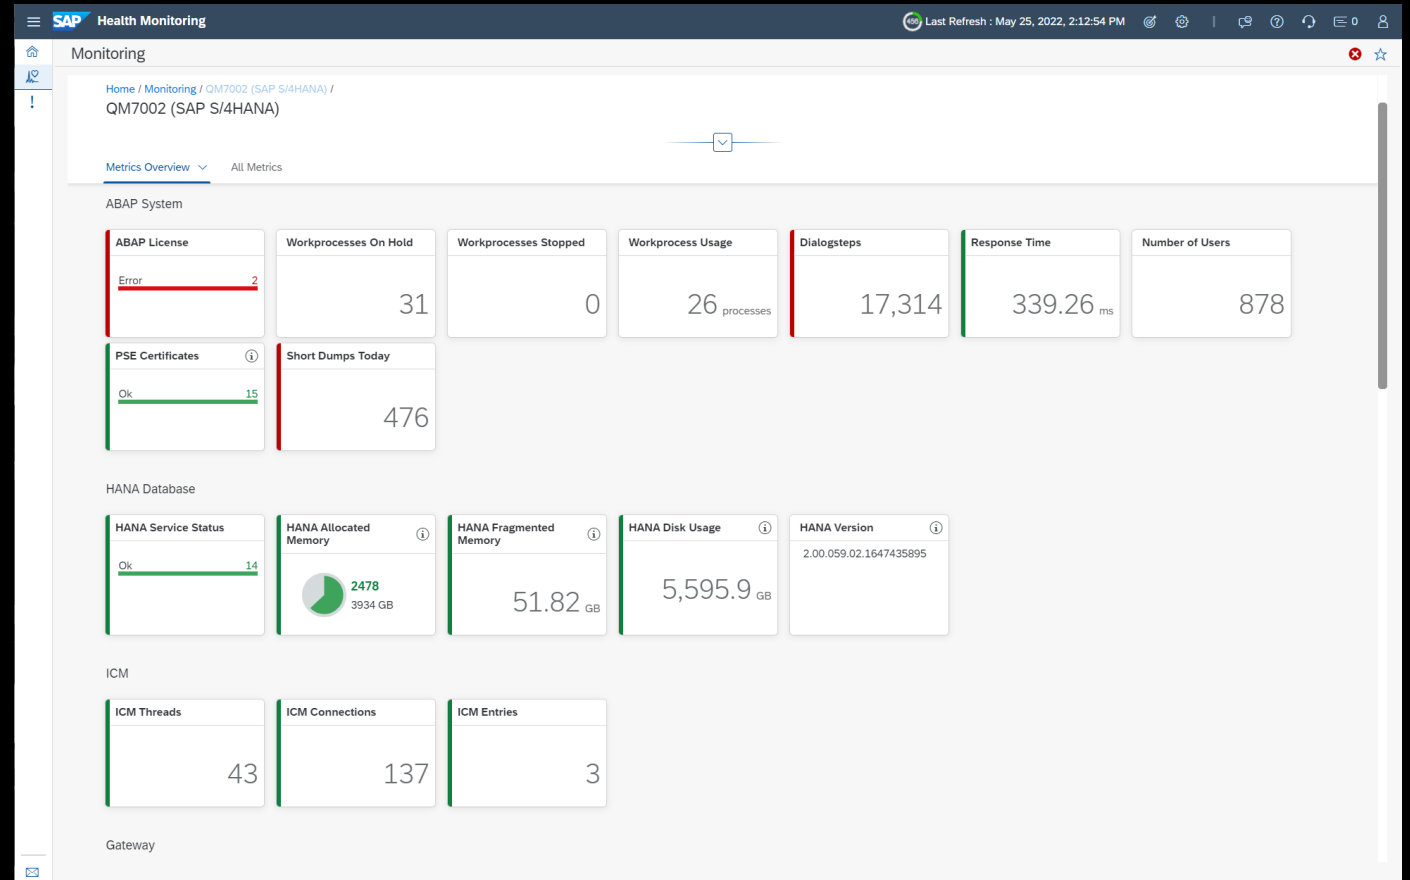 SAP Health Monitoring
456 Last Refresh : May 25, 2022, 2:12:54 PM
0
Monitoring
Home / Monitoring / QM7002 (SAP S/4HANA) /
QM7002 (SAP S/4HANA)
Metrics Overview
All Metrics
ABAP System
ABAP License
Error 2
Workprocesses On Hold
31
Workprocesses Stopped
0
Workprocess Usage
26 processes
Dialogsteps
17,314
Response Time
339.26 ms
Number of Users
878
PSE Certificates
Ok 15
Short Dumps Today
476
HANA Database
HANA Service Status
Ok 14
HANA Allocated
Memory
2478
3934 GB
HANA Fragmented
Memory
51.82 GB
HANA Disk Usage
5,595.9 GB
HANA Version
2.00.059.02.1647435895
ICM
ICM Threads
43
ICM Connections
137
ICM Entries
3
Gateway